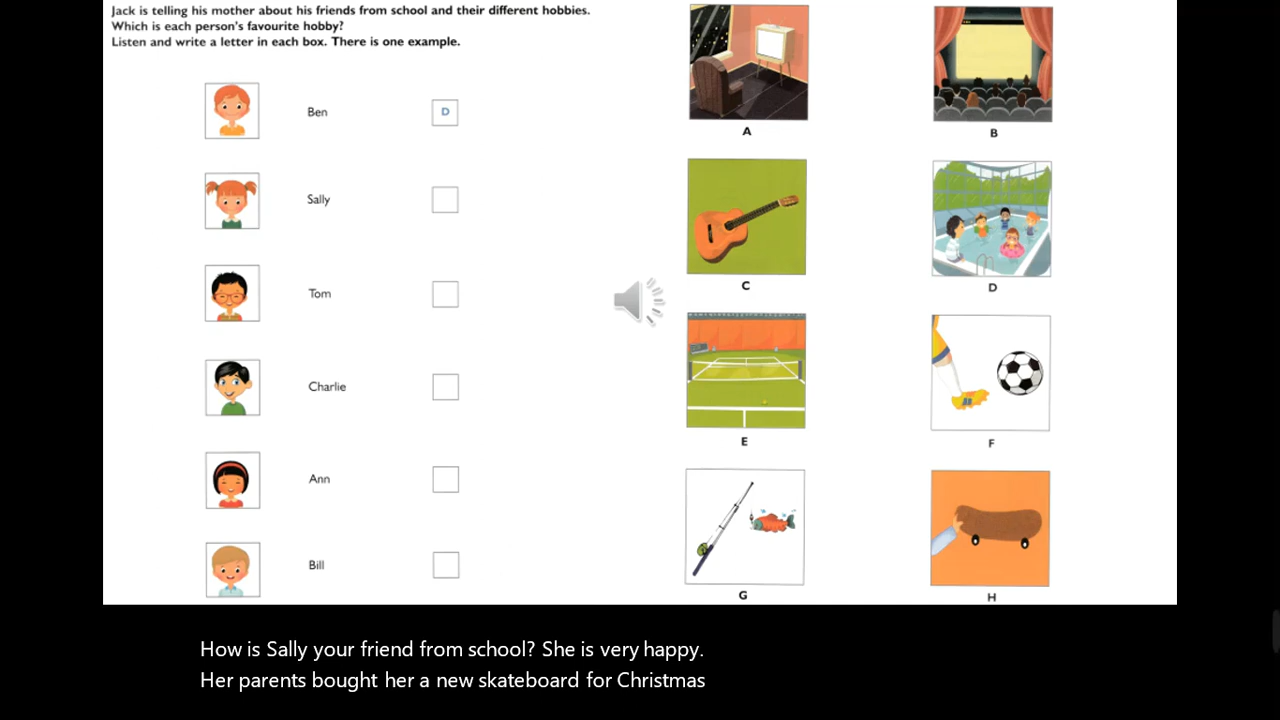 Jack is telling his mother about his friends from school and their different hobbies.
Which is each person's favourite hobby?
Listen and write a letter in each box. There is one example.
Ben
D
Sally
Tom
Charlie
Ann
Bill
A
B
C
D
E
F
G
H
How is Sally your friend from school? She is very happy.
Her parents bought her a new skateboard for Christmas